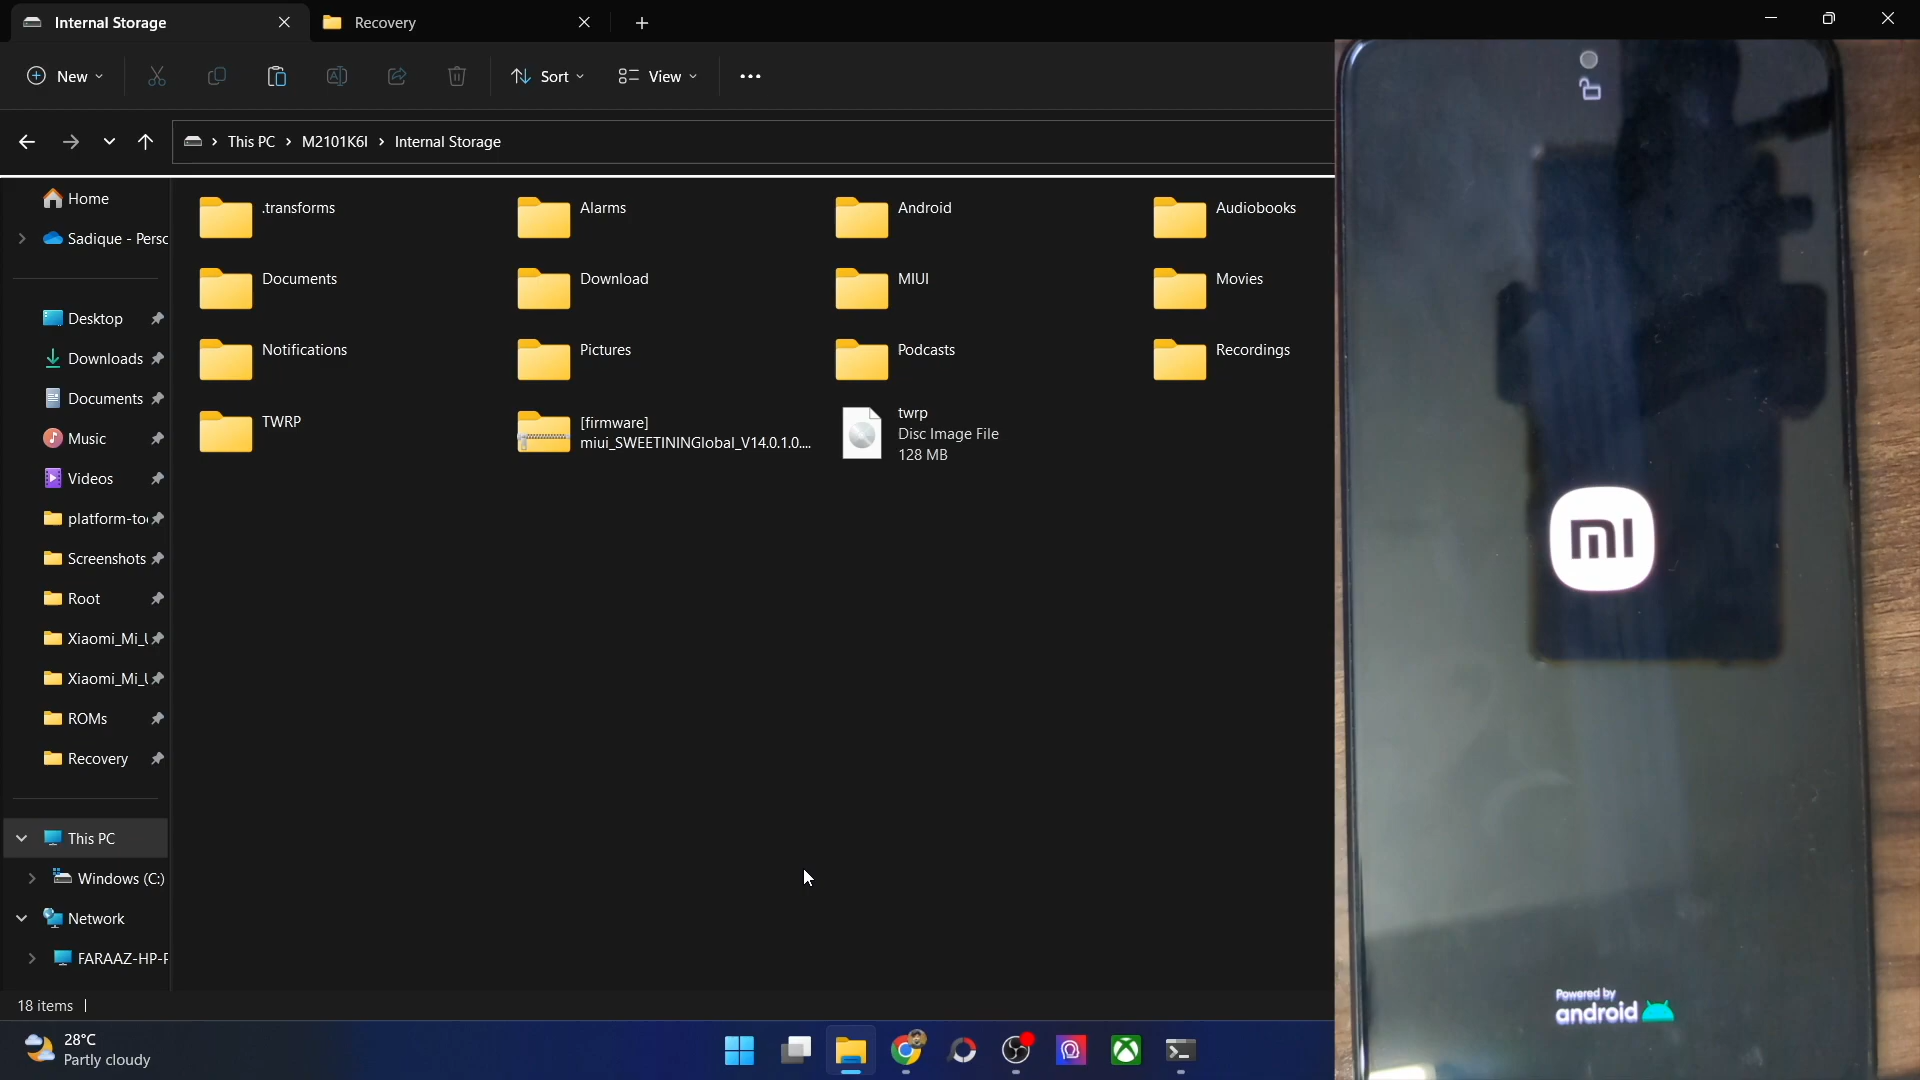 Internal Storage
Recovery
New
Sort
View
This PC
M2101K6I
Internal Storage
Home
Sadique - Persc
Desktop
Downloads
Documents
Music
Videos
platform-to
Screenshots
Root
Xiaomi_Mi_U
Xiaomi_Mi_U
ROMs
Recovery
This PC
Windows (C:)
Network
FARAAZ-HP-P
.transforms
Alarms
Android
Audiobooks
Documents
Download
MIUI
Movies
Notifications
Pictures
Podcasts
Recordings
TWRP
[firmware]
miui_SWEETININGlobal_V14.0.1.0....
twrp
Disc Image File
128 MB
18 items
28°C
Partly cloudy
mi
Powered by
android